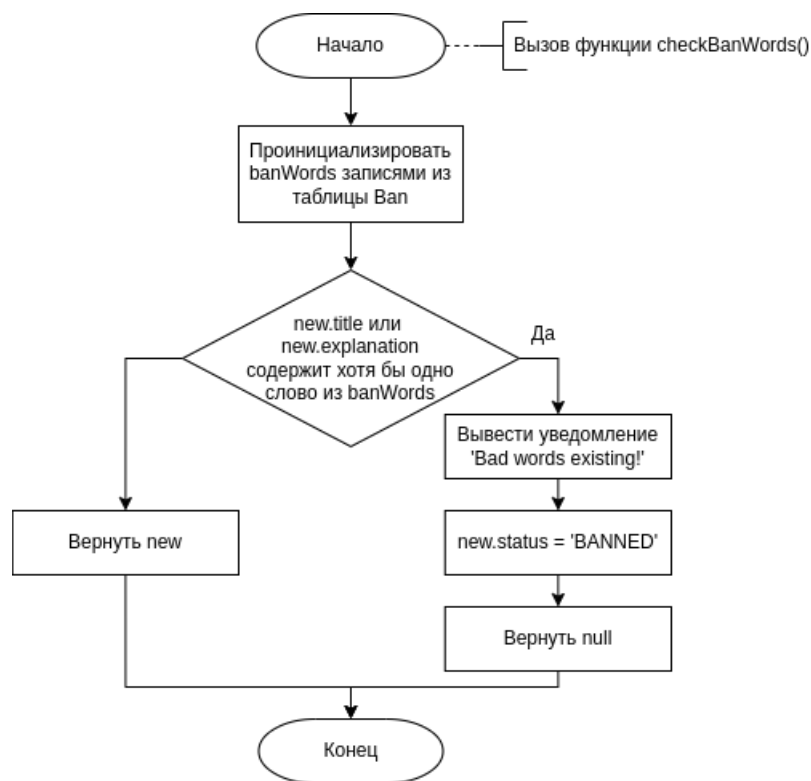 Начало
Вызов функции checkBanWords()
Проинициализировать
banWords записями из
таблицы Ban
new.title или
new.explanation
содержит хотя бы одно
слово из banWords
Да
Вывести уведомление
'Bad words existing!'
Вернуть new
new.status = 'BANNED'
Вернуть null
Конец